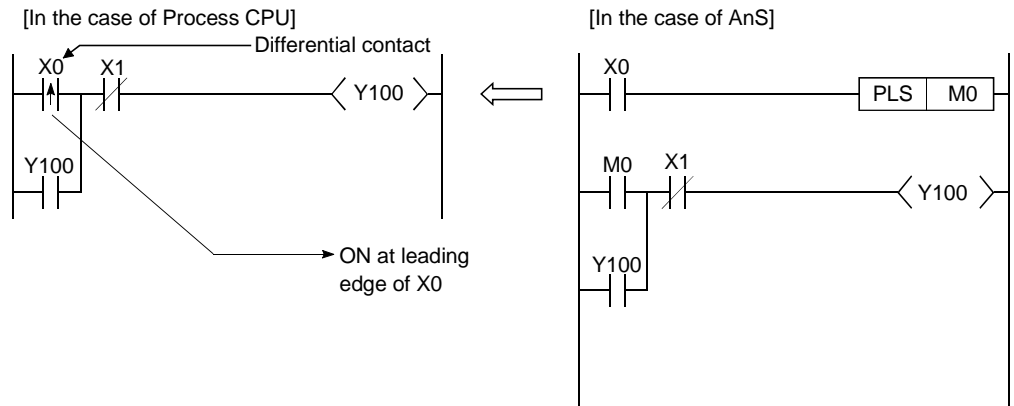 [In the case of Process CPU]
Differential contact
X0
X1
Y100
Y100
ON at leading
edge of X0
[In the case of AnS]
X0
PLS M0
M0
X1
Y100
Y100